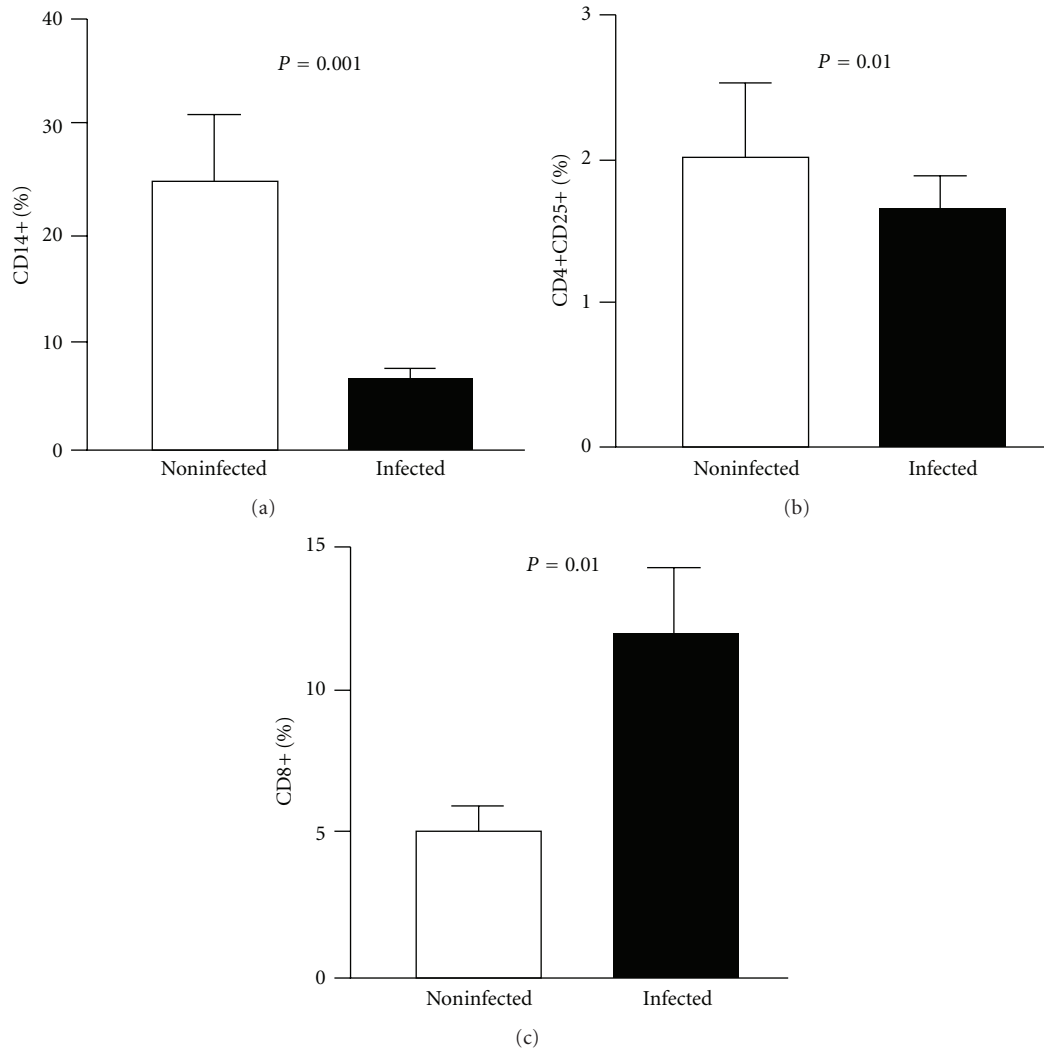 40
30
20
10
0
CD14+ (%)
P = 0.001
Noninfected Infected
(a)
3
2
1
0
CD4+CD25+ (%)
P = 0.01
Noninfected Infected
(b)
15
10
5
0
CD8+ (%)
P = 0.01
Noninfected Infected
(c)